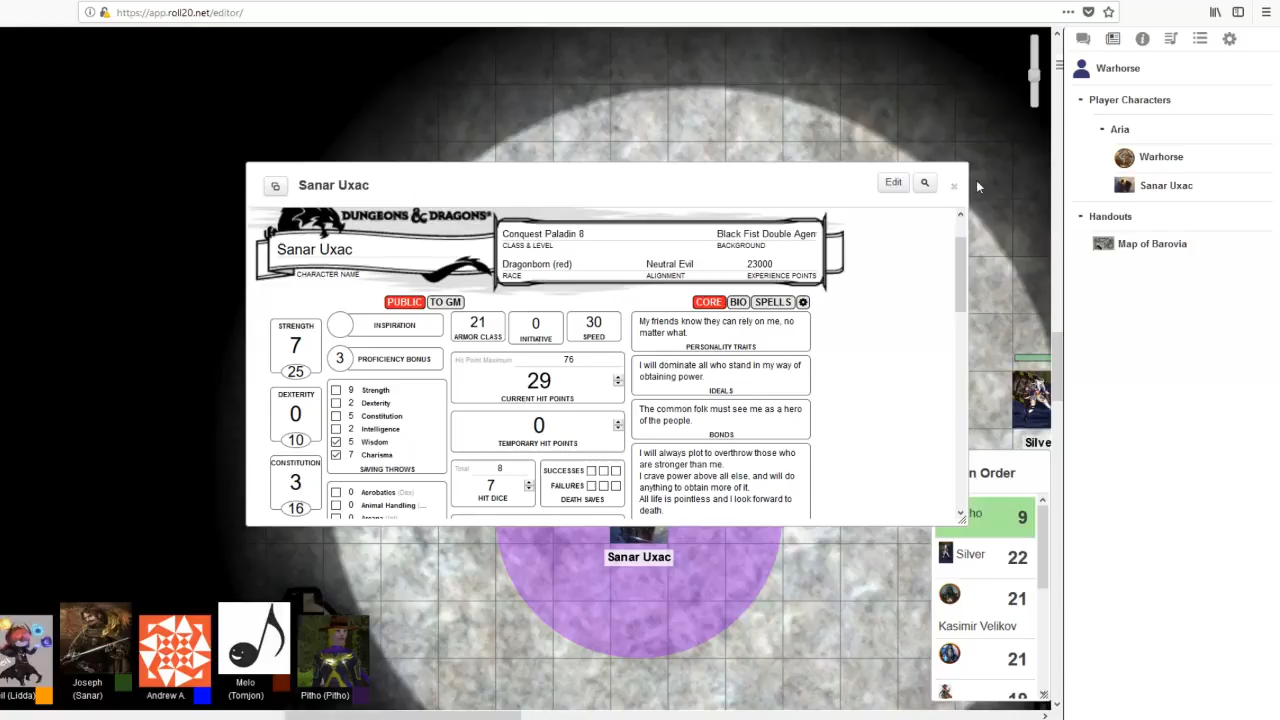 https://app.roll20.net/editor/
Warhorse
Player Characters
Aria
Warhorse
Sanar Uxac
Handouts
Map of Barovia
Sanar Uxac
Edit
DUNGEONS & DRAGONS®
Sanar Uxac
CHARACTER NAME
Conquest Paladin 8
Black Fist Double Agen
CLASS & LEVEL
BACKGROUND
Dragonborn (red)
Neutral Evil
23000
RACE
ALIGNMENT
EXPERIENCE POINTS
PUBLIC
TO GM
CORE
BIO
SPELLS
STRENGTH
7
25
DEXTERITY
0
10
CONSTITUTION
3
16
INSPIRATION
3
PROFICIENCY BONUS
9 Strength
2 Dexterity
5 Constitution
2 Intelligence
5 Wisdom
7 Charisma
SAVING THROWS
0 Acrobatics (Dex)
0 Animal Handling (...
21
ARMOR CLASS
0
INITIATIVE
30
SPEED
Hit Point Maximum
76
29
CURRENT HIT POINTS
0
TEMPORARY HIT POINTS
Total
8
7
HIT DICE
SUCCESSES
FAILURES
DEATH SAVES
My friends know they can rely on me, no
matter what.
PERSONALITY TRAITS
I will dominate all who stand in my way of
obtaining power.
IDEALS
The common folk must see me as a hero
of the people.
BONDS
I will always plot to overthrow those who
are stronger than me.
I crave power above all else, and will do
anything to obtain more of it.
All life is pointless and I look forward to
death.
Sanar Uxac
Silve
n Order
ho
9
Silver
22
21
Kasimir Velikov
21
il (Lidda)
Joseph
(Sanar)
Andrew A.
Melo
(Tomjon)
Pitho (Pitho)